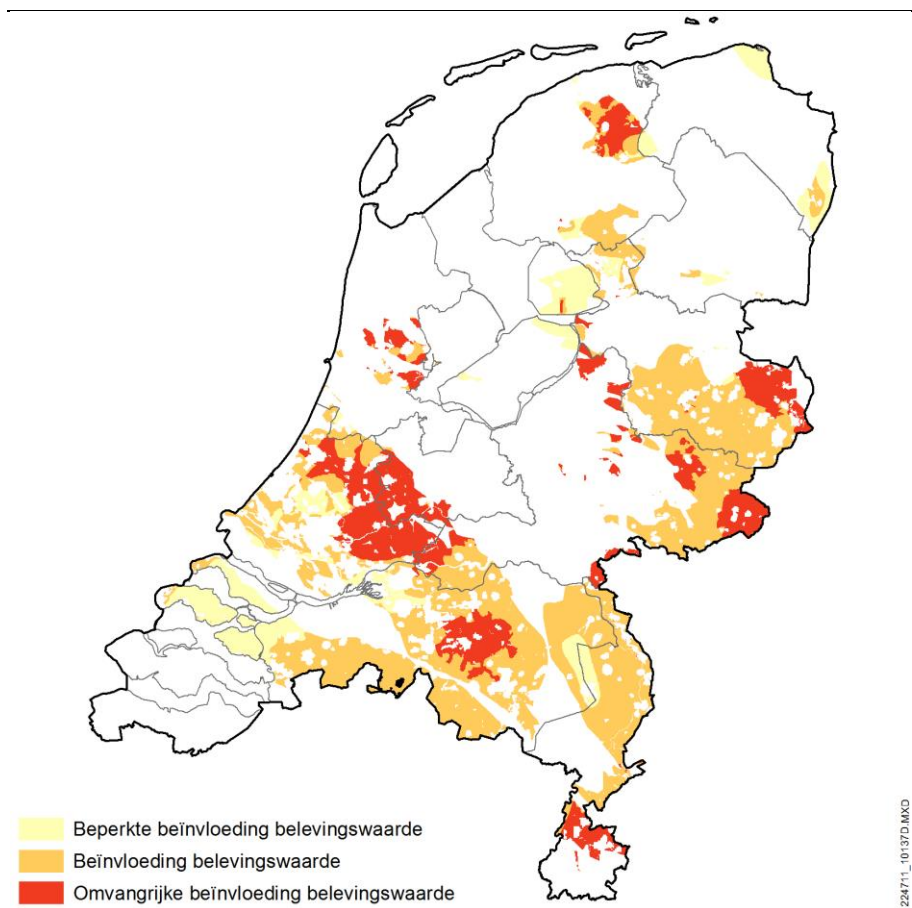 Beperkte beïnvloeding belevingswaarde
Beïnvloeding belevingswaarde
Omvangrijke beïnvloeding belevingswaarde
224711_10137D.MXD